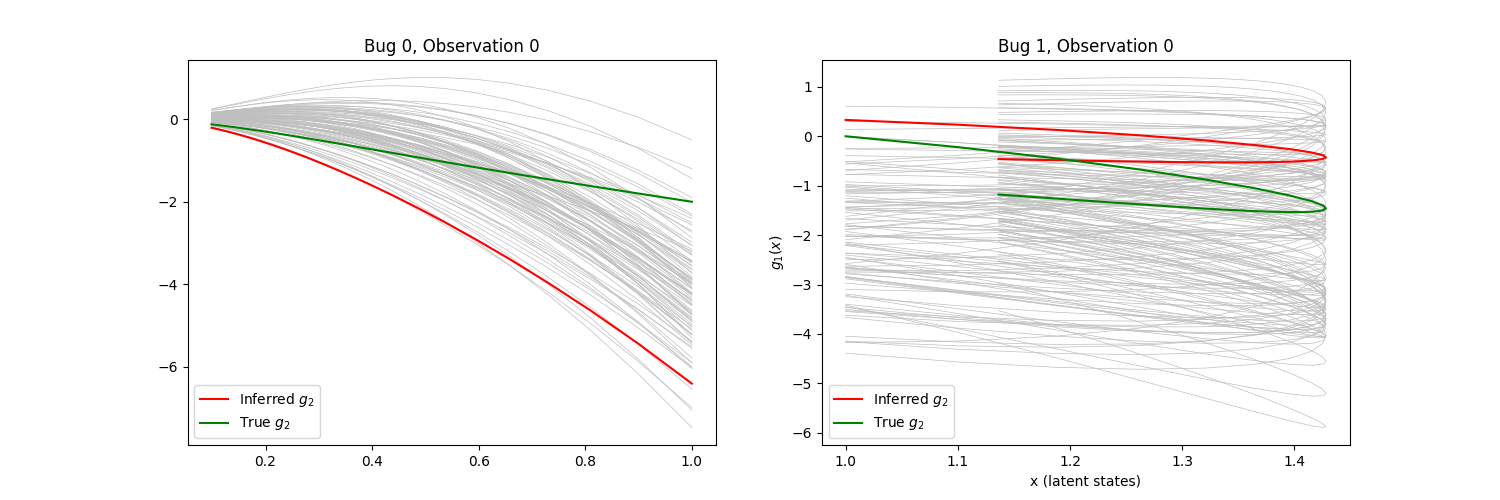 Bug 0, Observation 0
0
−2
−4
−6
0.2
0.4
0.6
0.8
1.0
Inferred g₂
True g₂
Bug 1, Observation 0
g₁(x)
1
0
−1
−2
−3
−4
−5
−6
1.0
1.1
1.2
1.3
1.4
x (latent states)
Inferred g₂
True g₂